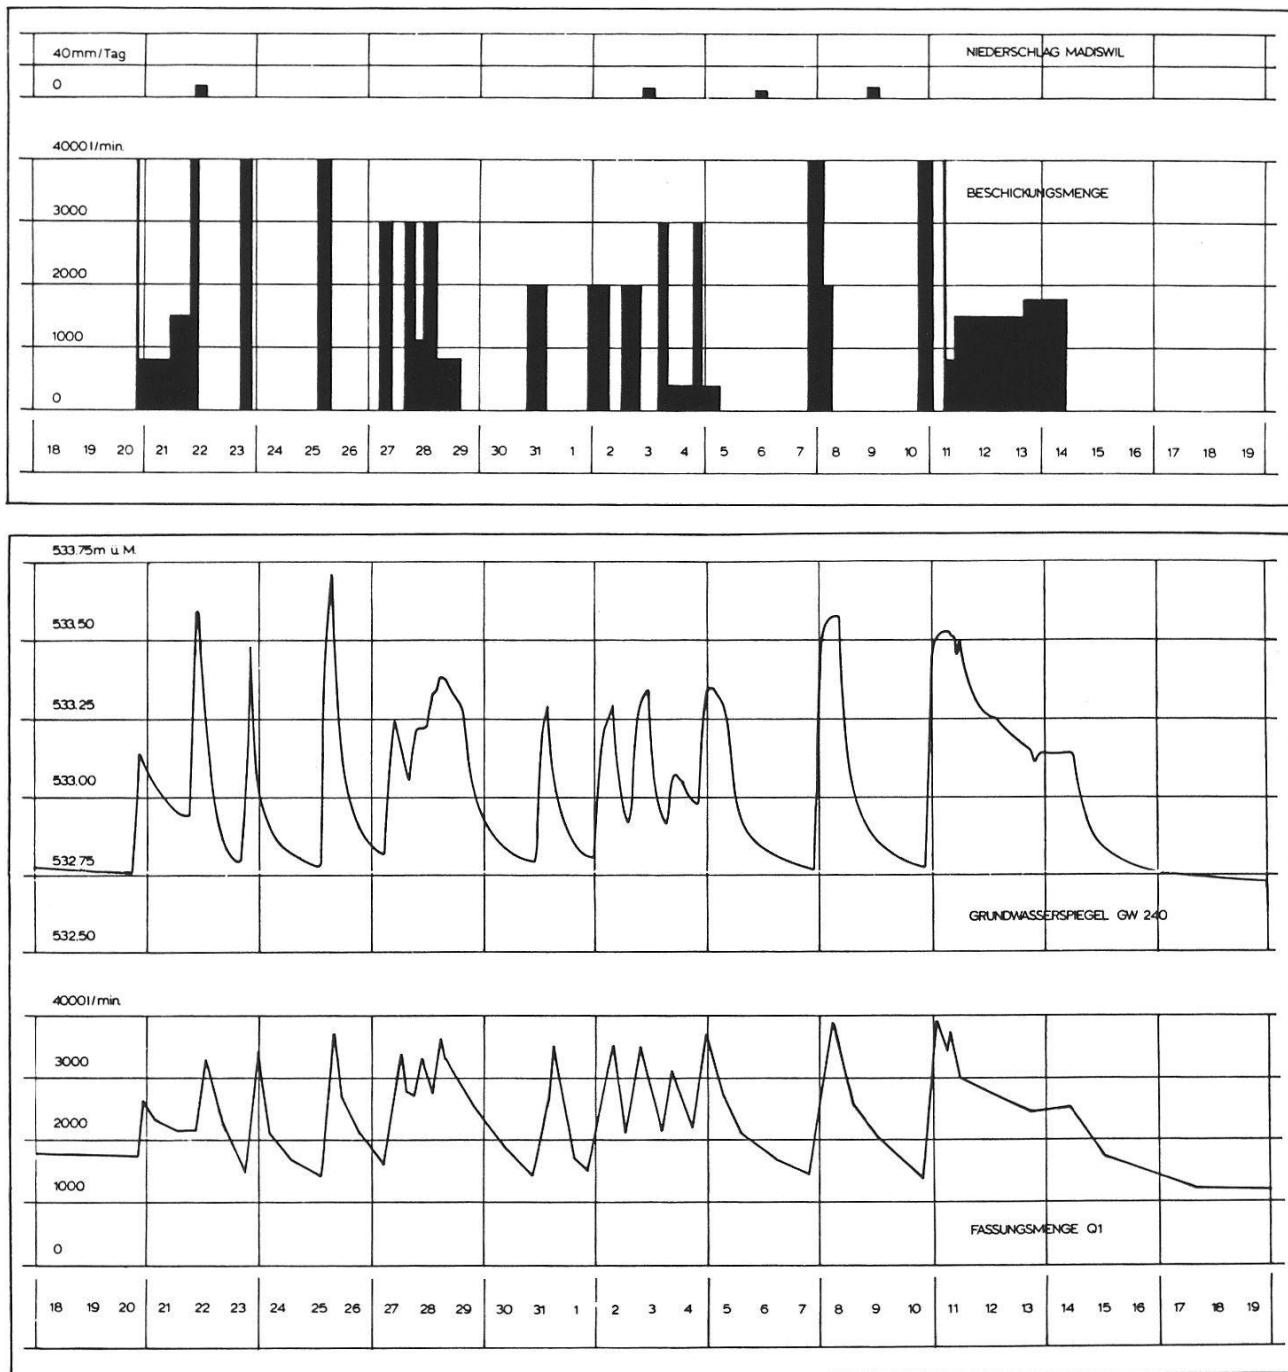 40mm/Tag
NIEDERSCHLAG MADISWIL
0
4000 l/min.
BESCHICKUNGSMENGE
3000
2000
1000
0
18 19 20 21 22 23 24 25 26 27 28 29 30 31 1 2 3 4 5 6 7 8 9 10 11 12 13 14 15 16 17 18 19
533.75m ü.M.
533.50
533.25
533.00
532.75
GRUNDWASSERSPIEGEL GW 240
532.50
4000 l/min.
3000
2000
1000
FASSUNGSMENGE Q1
0
18 19 20 21 22 23 24 25 26 27 28 29 30 31 1 2 3 4 5 6 7 8 9 10 11 12 13 14 15 16 17 18 19